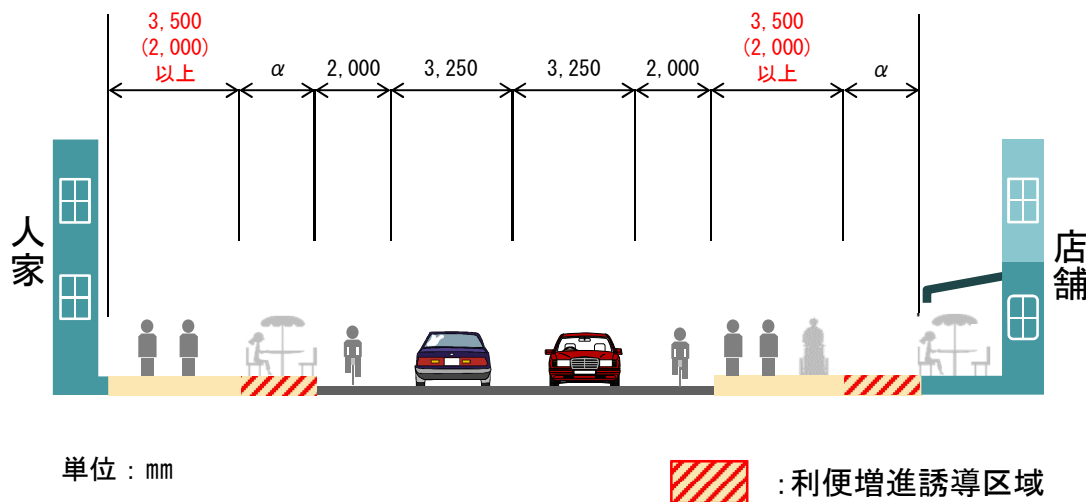 3,500
(2,000)
以上
α
2,000
3,250
3,250
2,000
3,500
(2,000)
以上
α
人家
店舗
単位：mm
：利便増進誘導区域